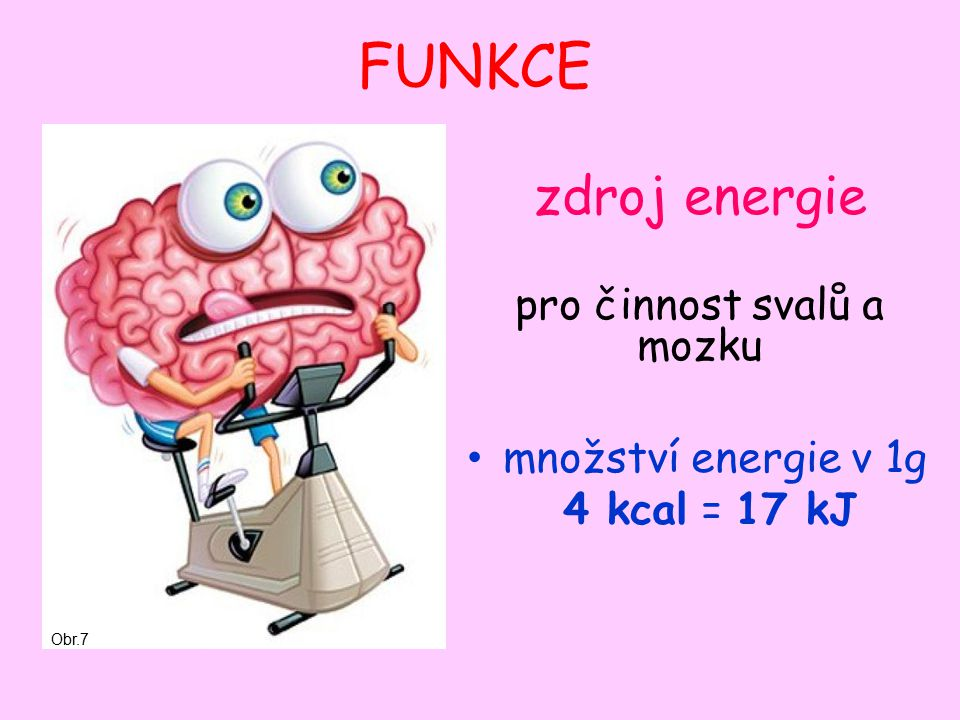 FUNKCE
zdroj energie
pro činnost svalů a
mozku
• množství energie v 1g
4 kcal = 17 kJ
Obr.7